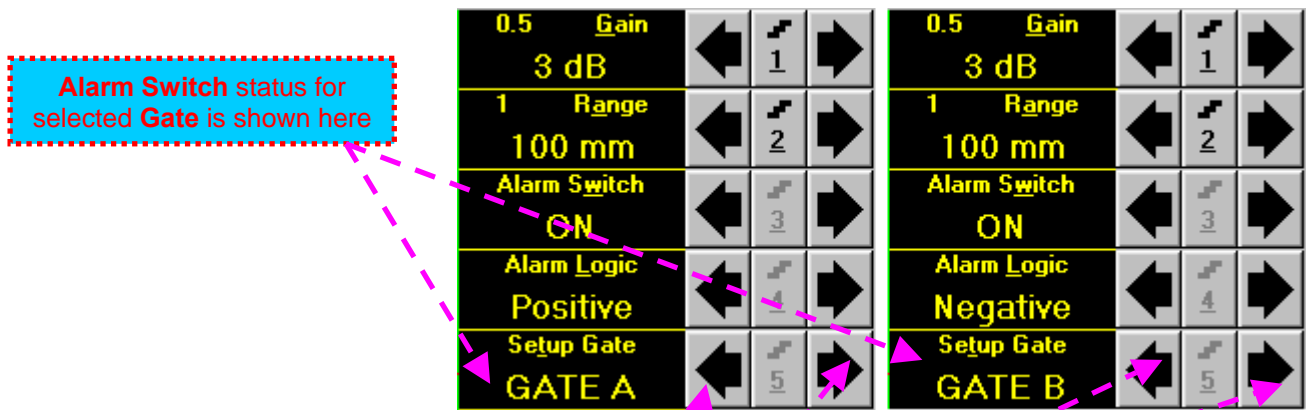 Alarm Switch status for
selected Gate is shown here
0.5 Gain
3 dB
1
1 Range
100 mm
2
Alarm Switch
ON
3
Alarm Logic
Positive
4
Setup Gate
GATE A
5
0.5 Gain
3 dB
1
1 Range
100 mm
2
Alarm Switch
ON
3
Alarm Logic
Negative
4
Setup Gate
GATE B
5